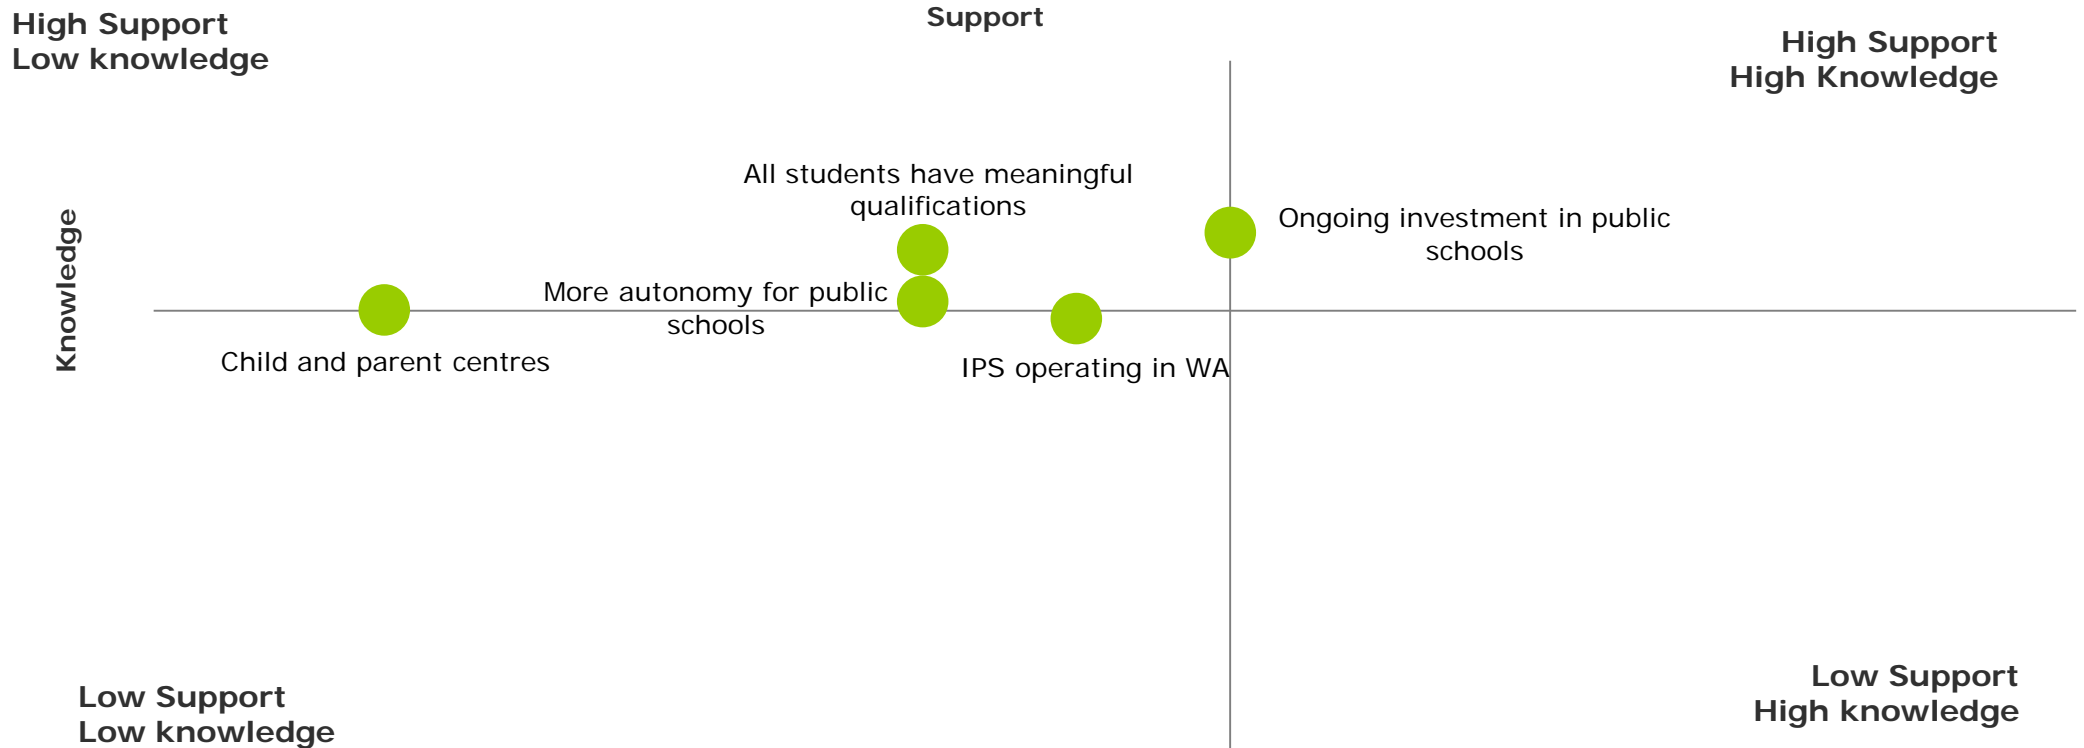 High Support
Low knowledge
Support
High Support
High Knowledge
All students have meaningful
qualifications
Ongoing investment in public
schools
Knowledge
More autonomy for public
schools
Child and parent centres
IPS operating in WA
Low Support
Low knowledge
Low Support
High knowledge